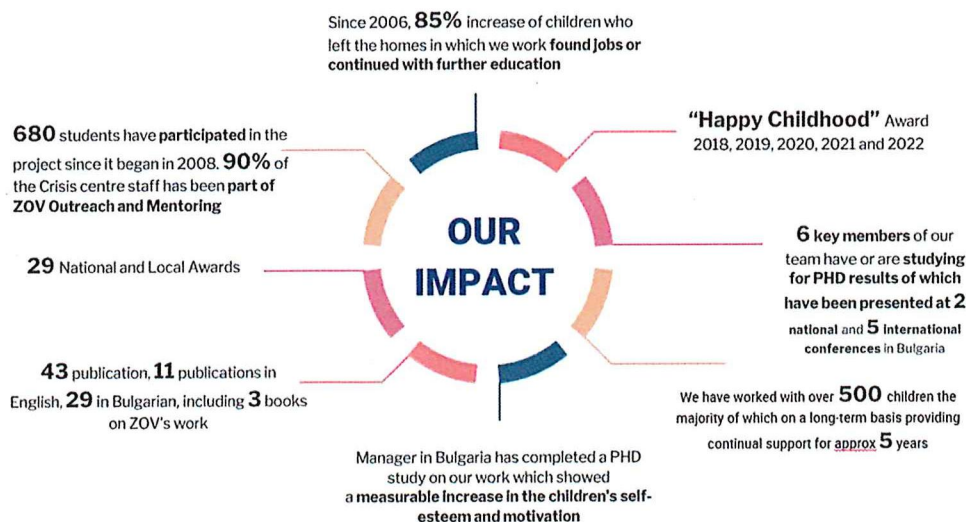 Since 2006, 85% increase of children who
left the homes in which we work found jobs or
continued with further education
680 students have participated in the
project since it began in 2008. 90% of
the Crisis centre staff has been part of
ZOV Outreach and Mentoring
"Happy Childhood" Award
2018, 2019, 2020, 2021 and 2022
OUR
IMPACT
29 National and Local Awards
6 key members of our
team have or are studying
for PHD results of which
have been presented at 2
national and 5 international
conferences in Bulgaria
43 publication, 11 publications in
English, 29 in Bulgarian, including 3 books
on ZOV's work
We have worked with over 500 children the
majority of which on a long-term basis providing
continual support for approx 5 years
Manager in Bulgaria has completed a PHD
study on our work which showed
a measurable increase in the children's self-
esteem and motivation